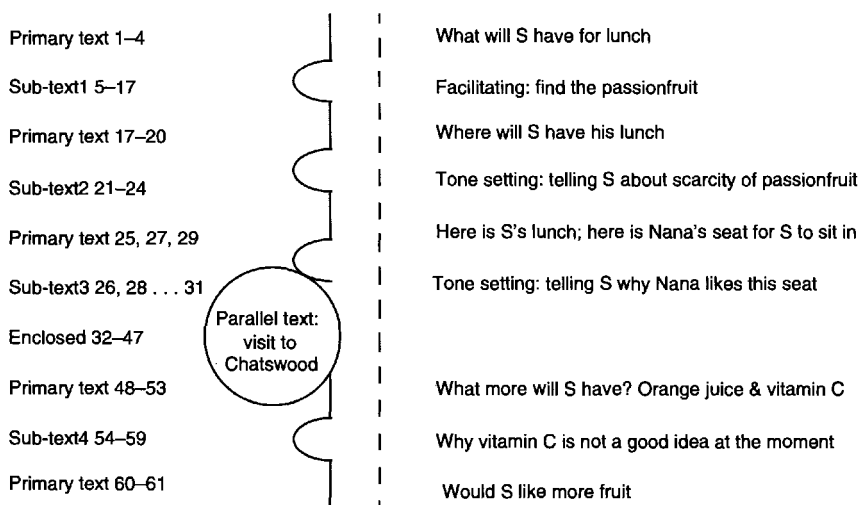 Primary text 1–4 What will S have for lunch
Sub-text1 5–17 Facilitating: find the passionfruit
Primary text 17–20 Where will S have his lunch
Sub-text2 21–24 Tone setting: telling S about scarcity of passionfruit
Primary text 25, 27, 29 Here is S's lunch; here is Nana's seat for S to sit in
Sub-text3 26, 28 . . . 31 Tone setting: telling S why Nana likes this seat
Parallel text:
Enclosed 32–47 visit to
Chatswood
Primary text 48–53 What more will S have? Orange juice & vitamin C
Sub-text4 54–59 Why vitamin C is not a good idea at the moment
Primary text 60–61 Would S like more fruit